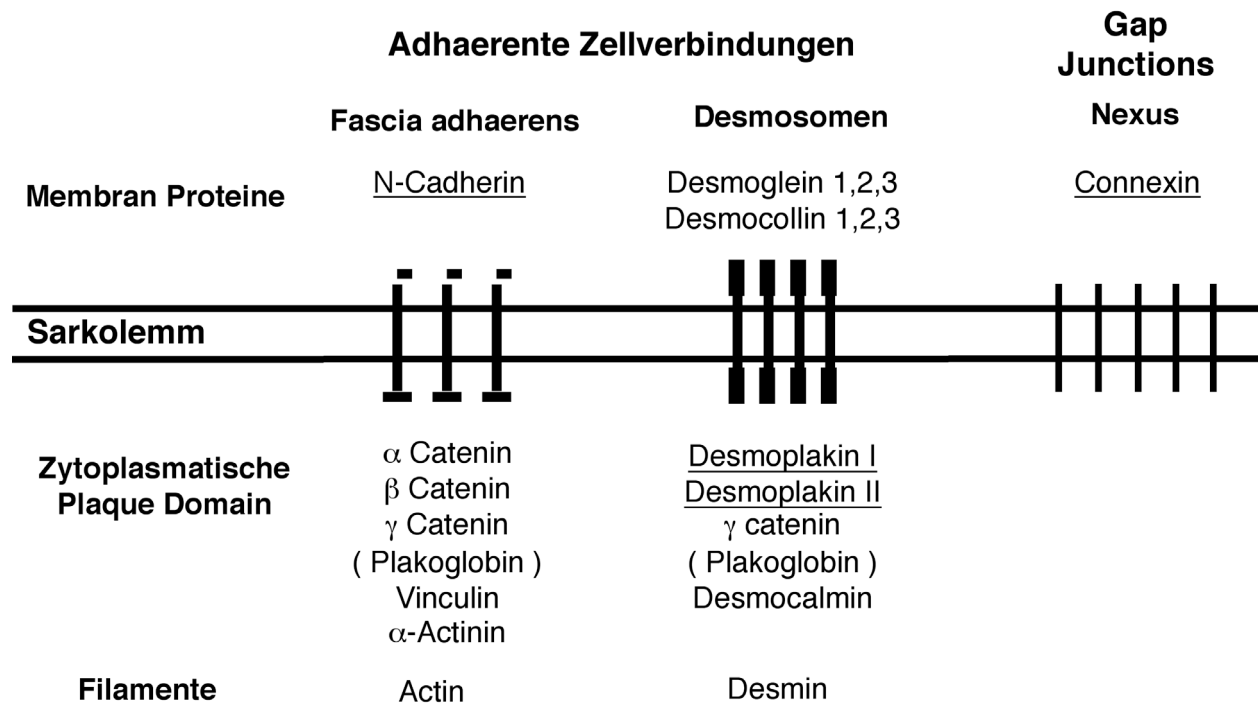 Adhaerente Zellverbindungen
Gap
Junctions
Fascia adhaerens
Desmosomen
Nexus
Membran Proteine
N-Cadherin
Desmoglein 1,2,3
Desmocollin 1,2,3
Connexin
Sarkolemm
Zytoplasmatische
Plaque Domain
α Catenin
β Catenin
γ Catenin
( Plakoglobin )
Vinculin
α-Actinin
Desmoplakin I
Desmoplakin II
γ catenin
( Plakoglobin )
Desmocalmin
Filamente
Actin
Desmin